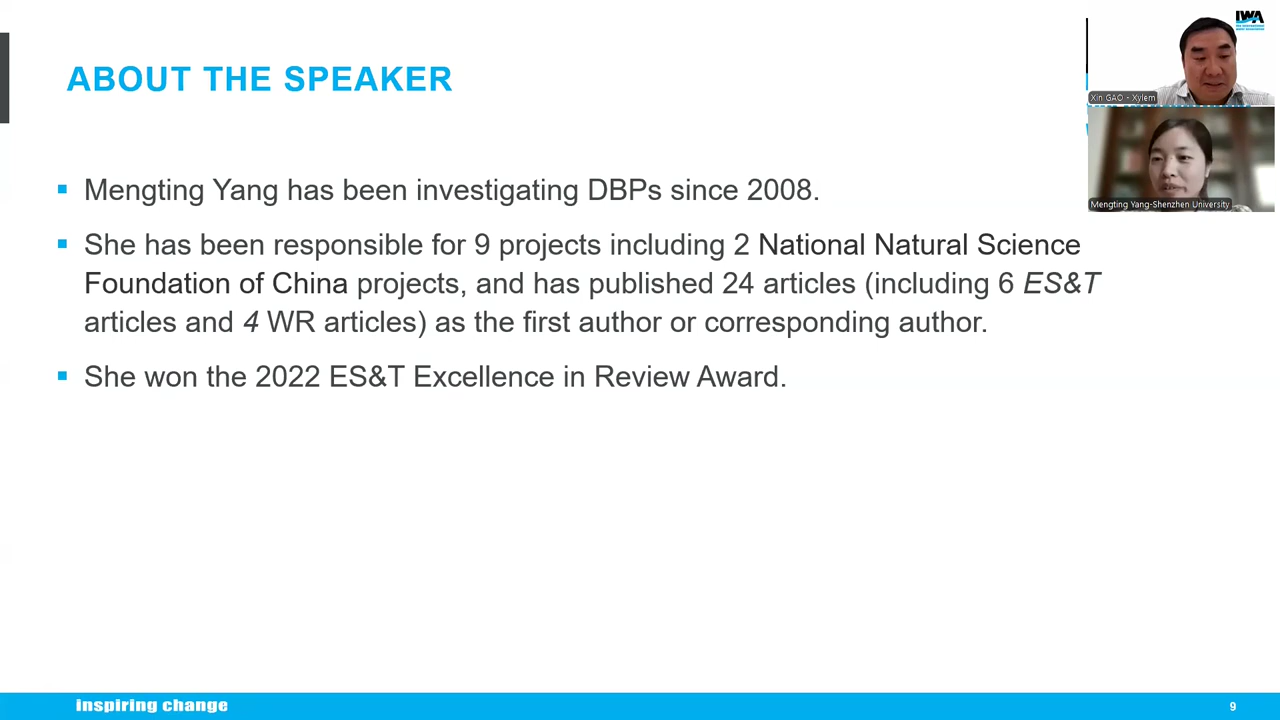 IWA
ABOUT THE SPEAKER
Xin GAO - Xylem
Mengting Yang-Shenzhen University
▪ Mengting Yang has been investigating DBPs since 2008.
▪ She has been responsible for 9 projects including 2 National Natural Science
Foundation of China projects, and has published 24 articles (including 6 ES&T
articles and 4 WR articles) as the first author or corresponding author.
▪ She won the 2022 ES&T Excellence in Review Award.
inspiring change
9